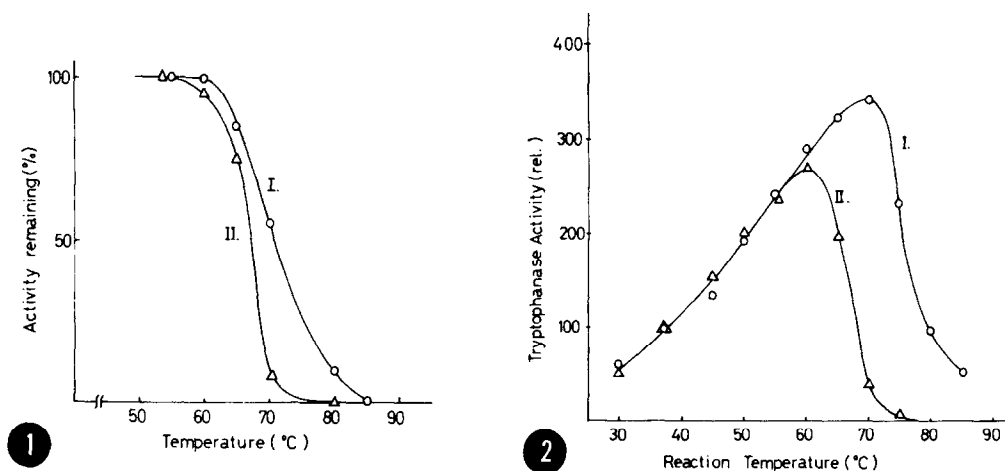 100
50
Activity remaining (%)
I.
II.
50 60 70 80 90
Temperature (°C)
1
400
300
200
100
Tryptophanase Activity (rel.)
I.
II.
30 40 50 60 70 80 90
Reaction Temperature (°C)
2